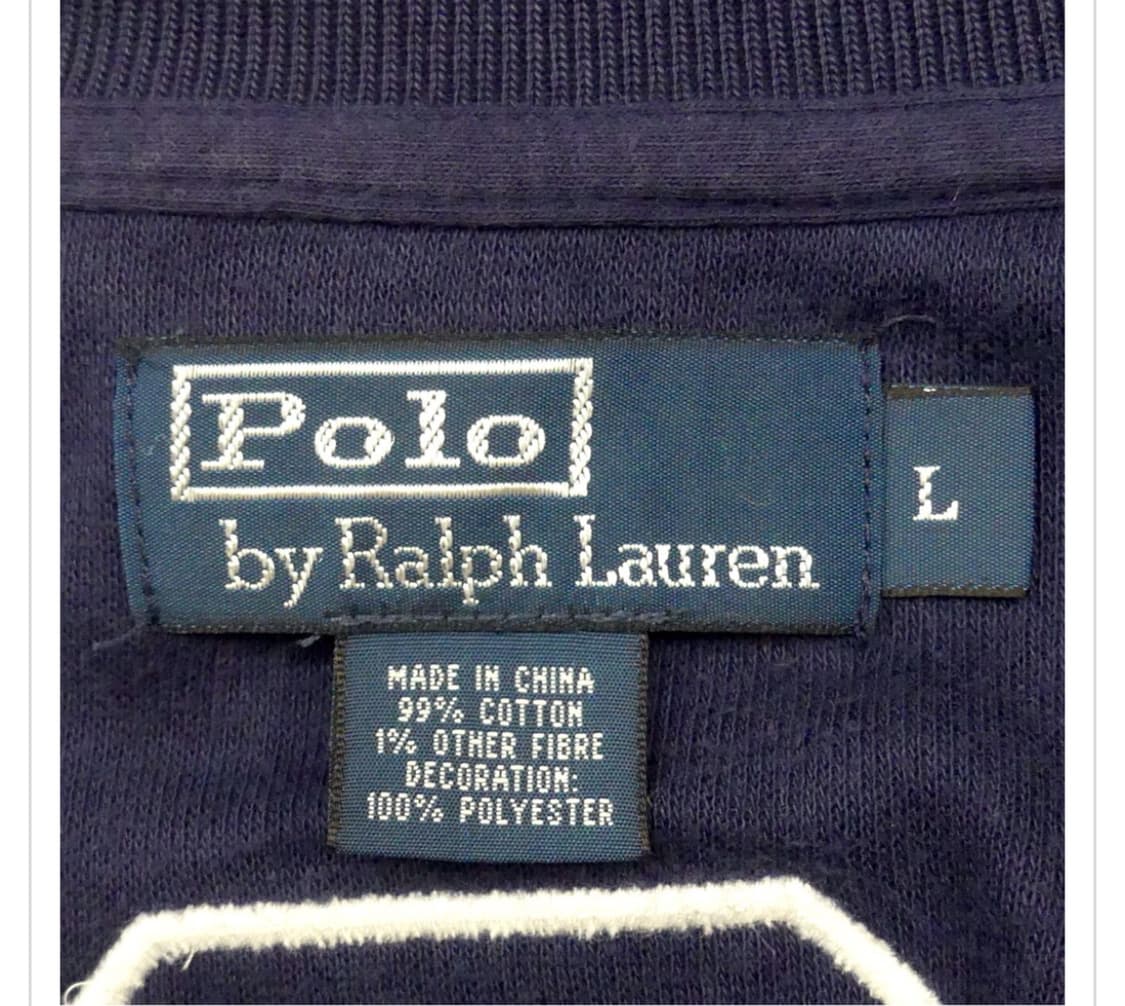 Polo
by Ralph Lauren
L
MADE IN CHINA
99% COTTON
1% OTHER FIBRE
DECORATION:
100% POLYESTER